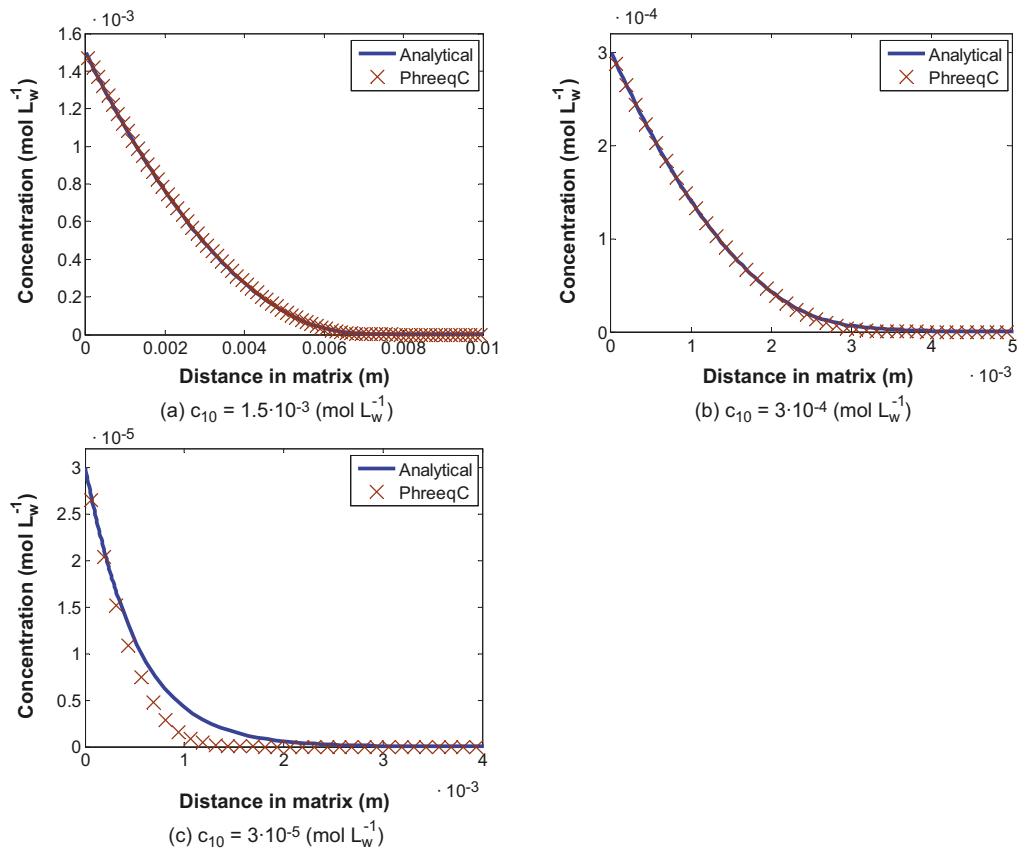 · 10⁻³
1.6
1.4
1.2
1
0.8
0.6
0.4
0.2
0
Concentration (mol L_w⁻¹)
Analytical
PhreeqC
0 0.002 0.004 0.006 0.008 0.01
Distance in matrix (m)
(a) c₁₀ = 1.5·10⁻³ (mol L_w⁻¹)
· 10⁻⁴
3
2
1
0
Concentration (mol L_w⁻¹)
Analytical
PhreeqC
0 1 2 3 4 5
· 10⁻³
Distance in matrix (m)
(b) c₁₀ = 3·10⁻⁴ (mol L_w⁻¹)
· 10⁻⁵
3
2.5
2
1.5
1
0.5
0
Concentration (mol L_w⁻¹)
Analytical
PhreeqC
0 1 2 3 4
· 10⁻³
Distance in matrix (m)
(c) c₁₀ = 3·10⁻⁵ (mol L_w⁻¹)